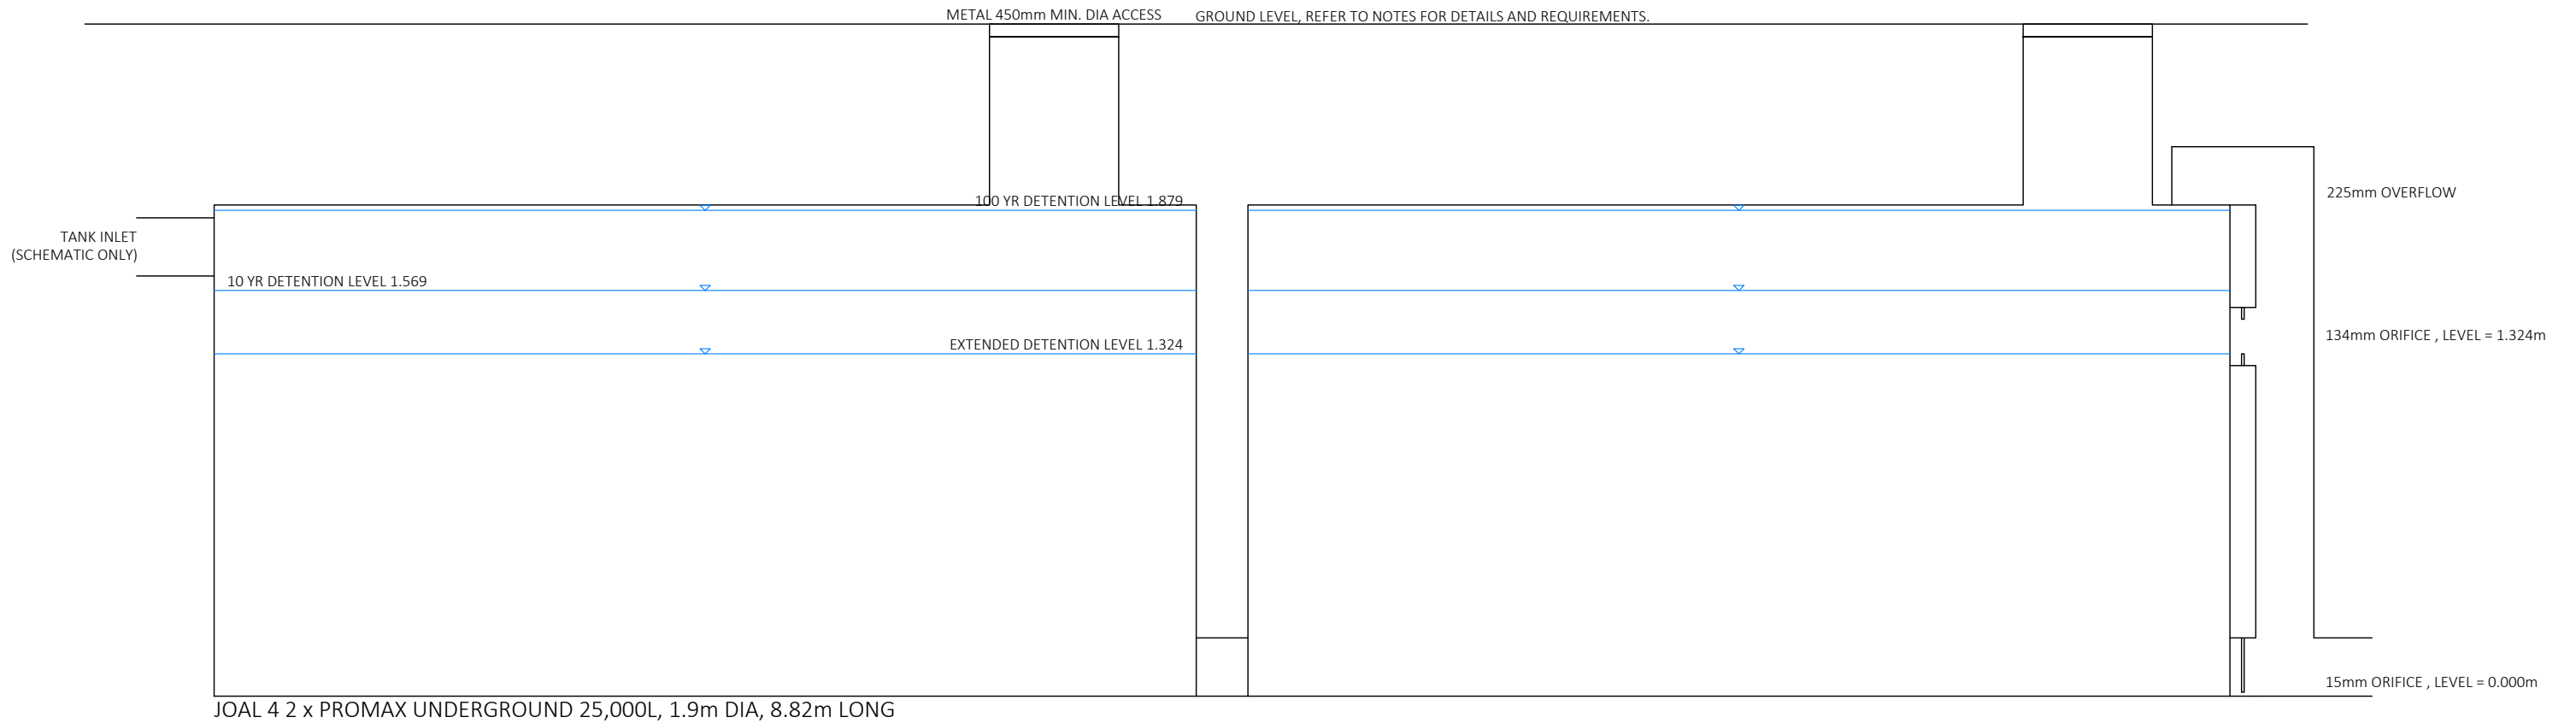 METAL 450mm MIN. DIA ACCESS
GROUND LEVEL, REFER TO NOTES FOR DETAILS AND REQUIREMENTS.
100 YR DETENTION LEVEL 1.879
225mm OVERFLOW
TANK INLET
(SCHEMATIC ONLY)
10 YR DETENTION LEVEL 1.569
EXTENDED DETENTION LEVEL 1.324
134mm ORIFICE , LEVEL = 1.324m
15mm ORIFICE , LEVEL = 0.000m
JOAL 4 2 x PROMAX UNDERGROUND 25,000L, 1.9m DIA, 8.82m LONG